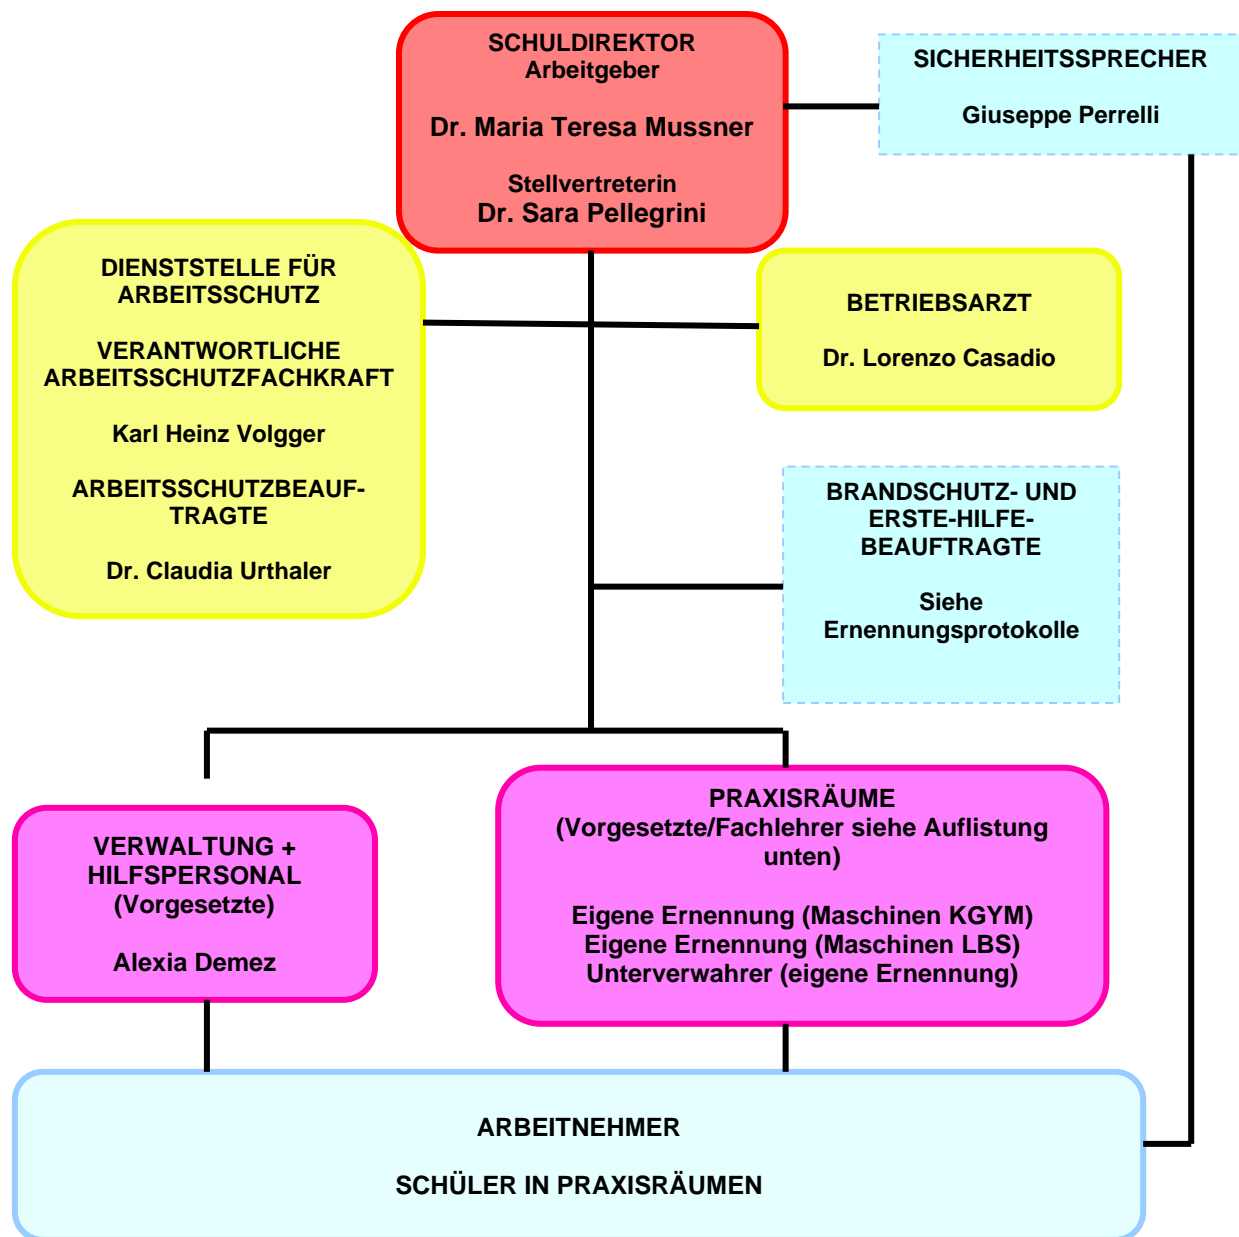 SCHULDIREKTOR
Arbeitgeber
Dr. Maria Teresa Mussner
Stellvertreterin
Dr. Sara Pellegrini
SICHERHEITSSPRECHER
Giuseppe Perrelli
DIENSTSTELLE FÜR
ARBEITSSCHUTZ
VERANTWORTLICHE
ARBEITSSCHUTZFACHKRAFT
Karl Heinz Volgger
ARBEITSSCHUTZBEAUF-
TRAGTE
Dr. Claudia Urthaler
BETRIEBSARZT
Dr. Lorenzo Casadio
BRANDSCHUTZ- UND
ERSTE-HILFE-
BEAUFTRAGTE
Siehe
Ernennungsprotokolle
VERWALTUNG +
HILFSPERSONAL
(Vorgesetzte)
Alexia Demez
PRAXISRÄUME
(Vorgesetzte/Fachlehrer siehe Auflistung
unten)
Eigene Ernennung (Maschinen KGYM)
Eigene Ernennung (Maschinen LBS)
Unterverwahrer (eigene Ernennung)
ARBEITNEHMER
SCHÜLER IN PRAXISRÄUMEN